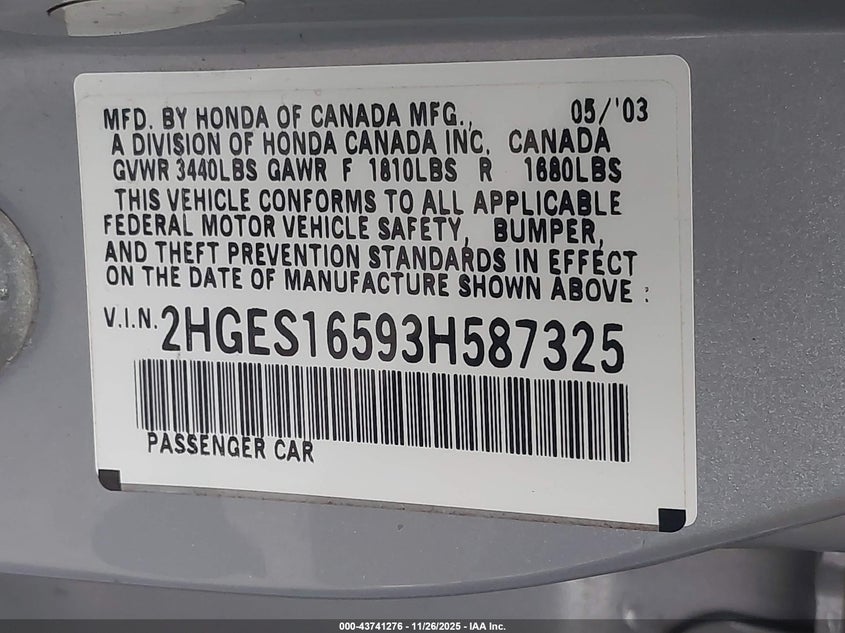 MFD. BY HONDA OF CANADA MFG., 05/'03
A DIVISION OF HONDA CANADA INC. CANADA
GVWR 3440LBS GAWR F 1810LBS R 1680LBS
THIS VEHICLE CONFORMS TO ALL APPLICABLE
FEDERAL MOTOR VEHICLE SAFETY, BUMPER,
AND THEFT PREVENTION STANDARDS IN EFFECT
ON THE DATE OF MANUFACTURE SHOWN ABOVE.
V.I.N. 2HGES16593H587325
PASSENGER CAR
000-43741276 - 11/26/2025 - IAA Inc.